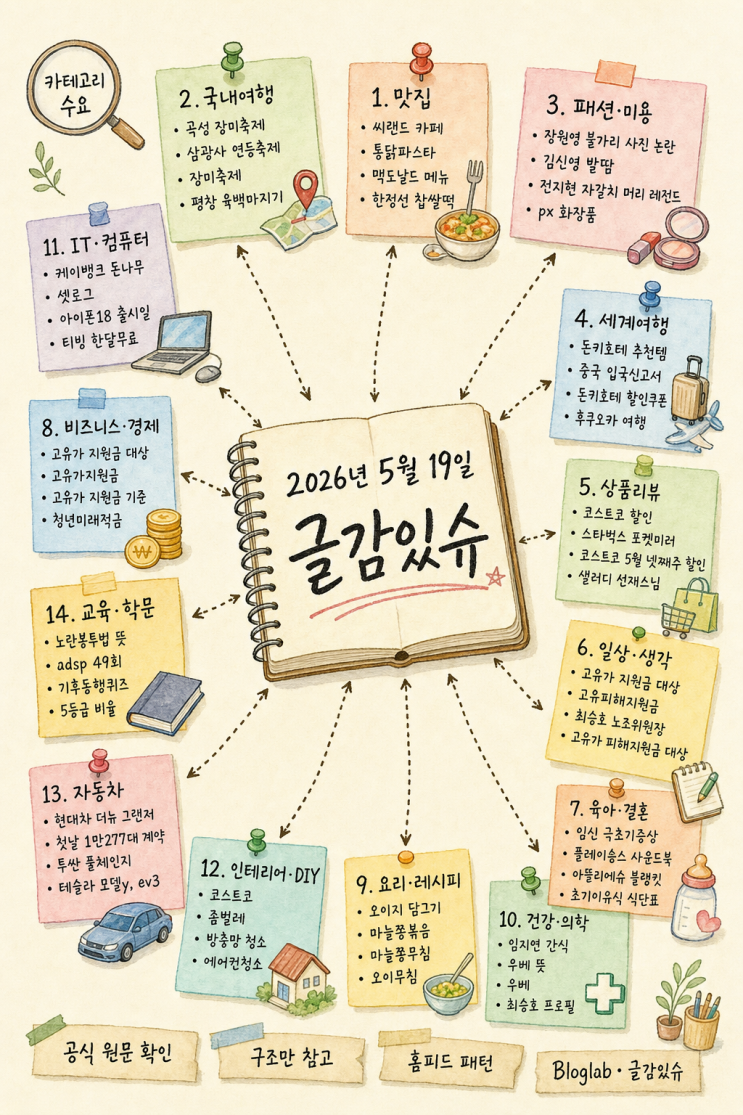 카테고리
수요
2. 국내여행
• 곡성 장미축제
• 삼광사 연등축제
• 장미축제
• 평창 육백마지기
1. 맛집
• 씨랜드 카페
• 통닭파스타
• 맥도날드 메뉴
• 한정선 찹쌀떡
3. 패션·미용
• 장원영 불가리 사진 논란
• 김신영 발땀
• 전지현 자갈치 머리 레전드
• px 화장품
11. IT·컴퓨터
• 케이뱅크 돈나무
• 셋로그
• 아이폰18 출시일
• 티빙 한달무료
4. 세계여행
• 돈키호테 추천템
• 중국 입국신고서
• 돈키호테 할인쿠폰
• 후쿠오카 여행
8. 비즈니스·경제
• 고유가 지원금 대상
• 고유가지원금
• 고유가 지원금 기준
• 청년미래적금
2026년 5월 19일
글감있슈
5. 상품리뷰
• 코스트코 할인
• 스타벅스 포켓미러
• 코스트코 5월 넷째주 할인
• 샐러디 선재스님
14. 교육·학문
• 노란봉투법 뜻
• adsp 49회
• 기후동행퀴즈
• 5등급 비율
6. 일상·생각
• 고유가 지원금 대상
• 고유피해지원금
• 최승호 노조위원장
• 고유가 피해지원금 대상
13. 자동차
• 현대차 더뉴 그랜저
• 첫날 1만277대 계약
• 투싼 풀체인지
• 테슬라 모델y, ev3
7. 육아·결혼
• 임신 극초기증상
• 플레이송스 사운드북
• 아뜰리에슈 블랭킷
• 초기이유식 식단표
12. 인테리어·DIY
• 코스트코
• 좀벌레
• 방충망 청소
• 에어컨청소
9. 요리·레시피
• 오이지 담그기
• 마늘쫑볶음
• 마늘쫑무침
• 오이무침
10. 건강·의학
• 임지연 간식
• 우베 뜻
• 우베
• 최승호 프로필
공식 원문 확인
구조만 참고
홈피드 패턴
Bloglab · 글감있슈